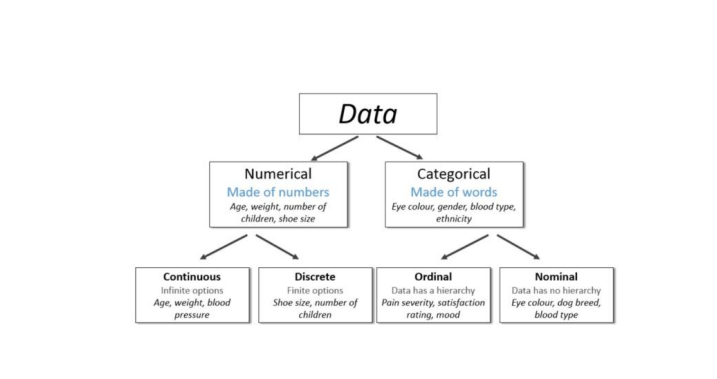 Data
Numerical
Made of numbers
Age, weight, number of
children, shoe size
Categorical
Made of words
Eye colour, gender, blood type,
ethnicity
Continuous
Infinite options
Age, weight, blood
pressure
Discrete
Finite options
Shoe size, number of
children
Ordinal
Data has a hierarchy
Pain severity, satisfaction
rating, mood
Nominal
Data has no hierarchy
Eye colour, dog breed,
blood type